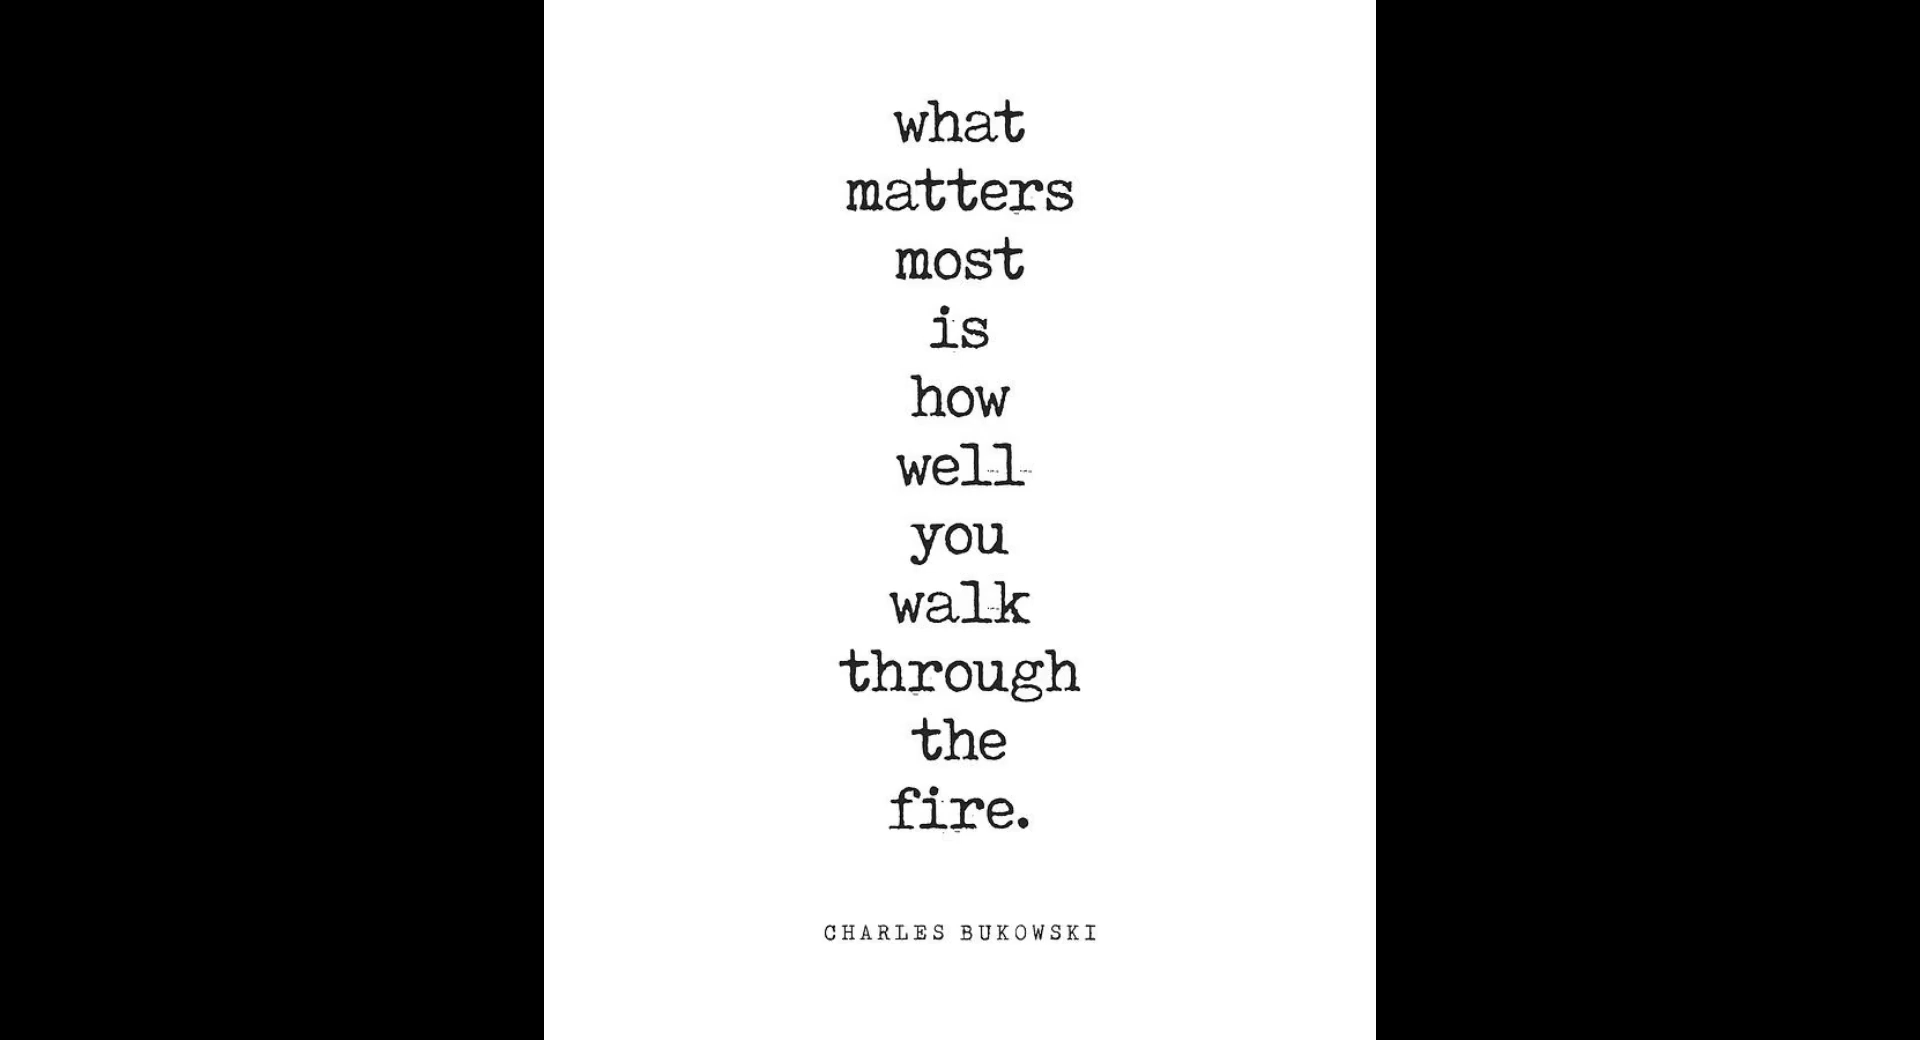 what
matters
most
is
how
well
you
walk
through
the
fire.
CHARLES BUKOWSKI